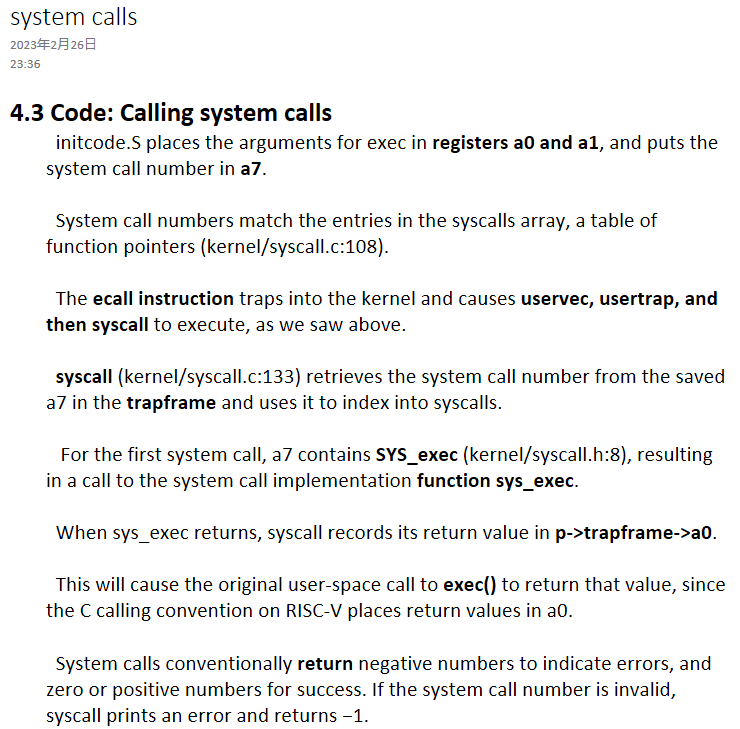 system calls
2023年2月26日
23:36
4.3 Code: Calling system calls
initcode.S places the arguments for exec in registers a0 and a1, and puts the
system call number in a7.
System call numbers match the entries in the syscalls array, a table of
function pointers (kernel/syscall.c:108).
The ecall instruction traps into the kernel and causes uservec, usertrap, and
then syscall to execute, as we saw above.
syscall (kernel/syscall.c:133) retrieves the system call number from the saved
a7 in the trapframe and uses it to index into syscalls.
For the first system call, a7 contains SYS_exec (kernel/syscall.h:8), resulting
in a call to the system call implementation function sys_exec.
When sys_exec returns, syscall records its return value in p->trapframe->a0.
This will cause the original user-space call to exec() to return that value, since
the C calling convention on RISC-V places return values in a0.
System calls conventionally return negative numbers to indicate errors, and
zero or positive numbers for success. If the system call number is invalid,
syscall prints an error and returns −1.